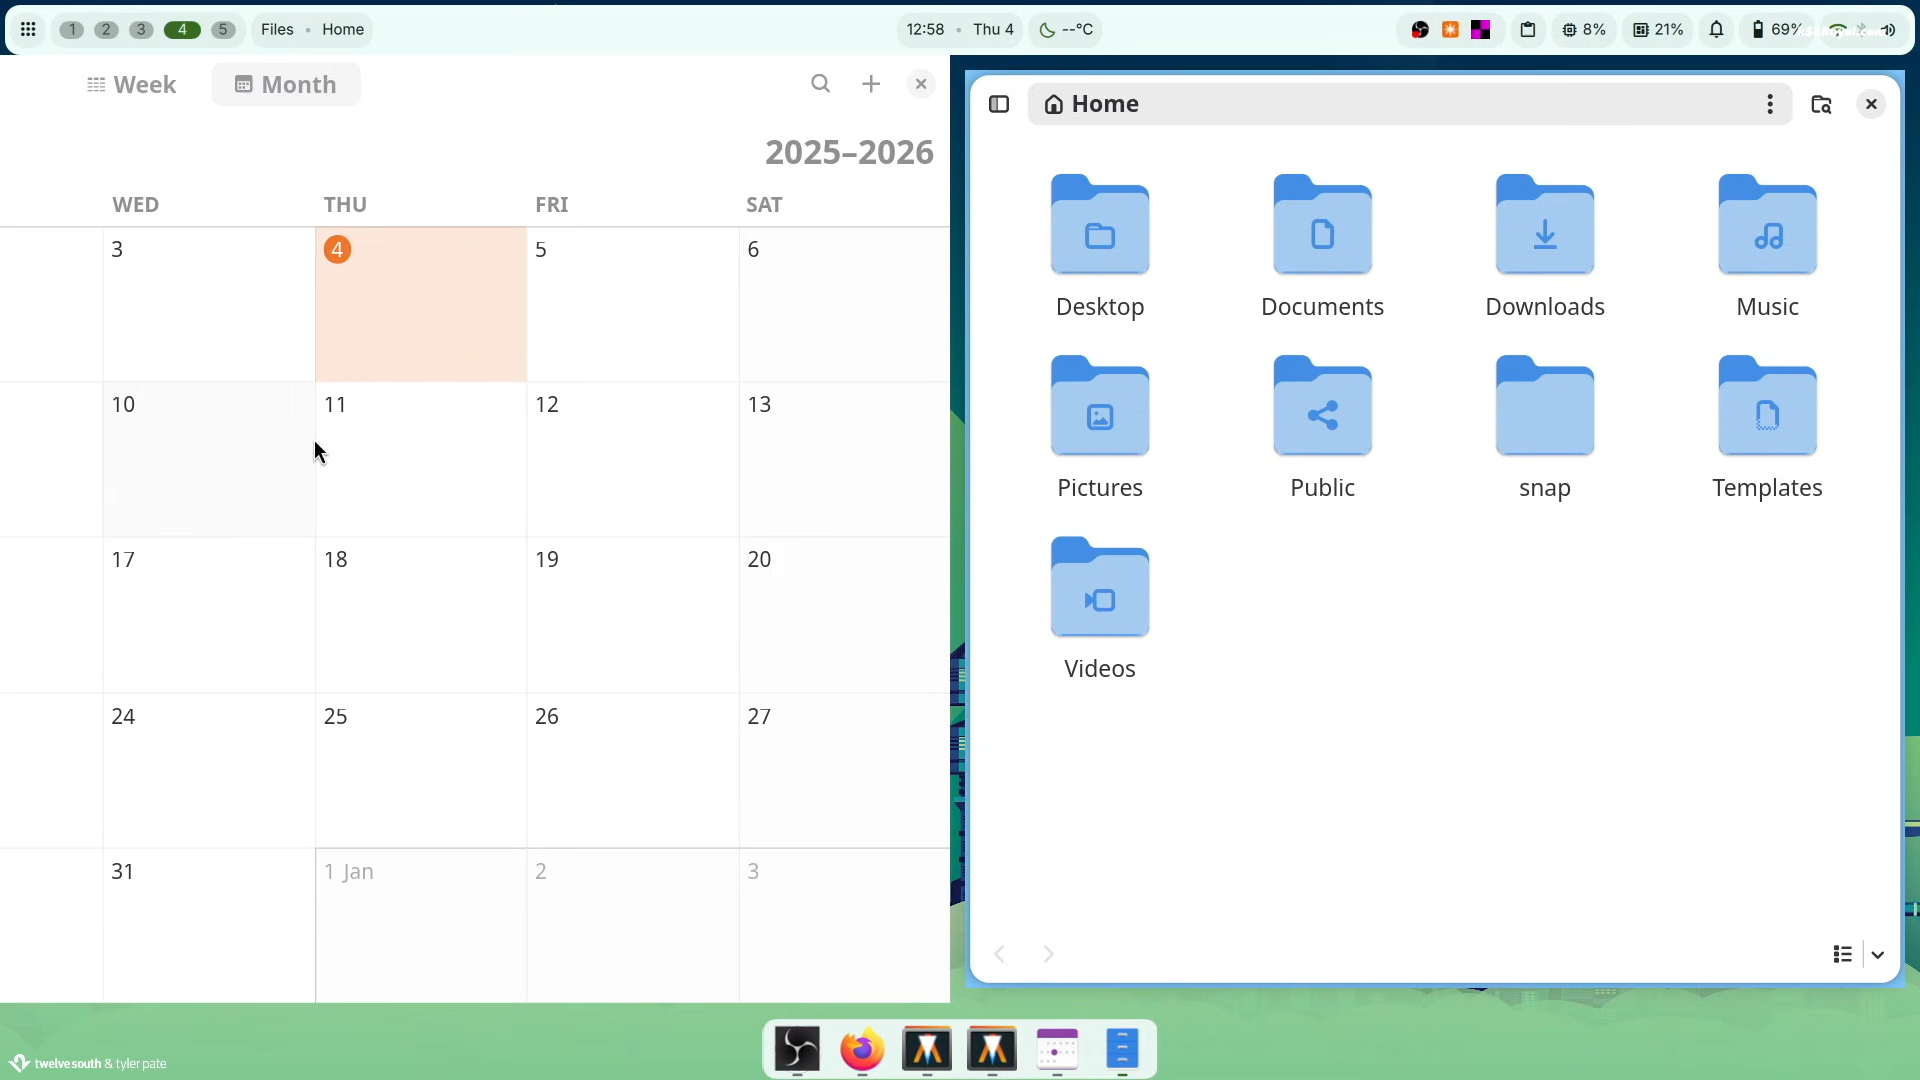 1 2 3 4 5 Files • Home 12:58 • Thu 4 --°C 8% 21% 69%
Week Month
Home
2025–2026
WED THU FRI SAT
3 4 5 6
Desktop Documents Downloads Music
10 11 12 13
Pictures Public snap Templates
17 18 19 20
Videos
24 25 26 27
31 1 Jan 2 3
twelvesouth & tyler pate